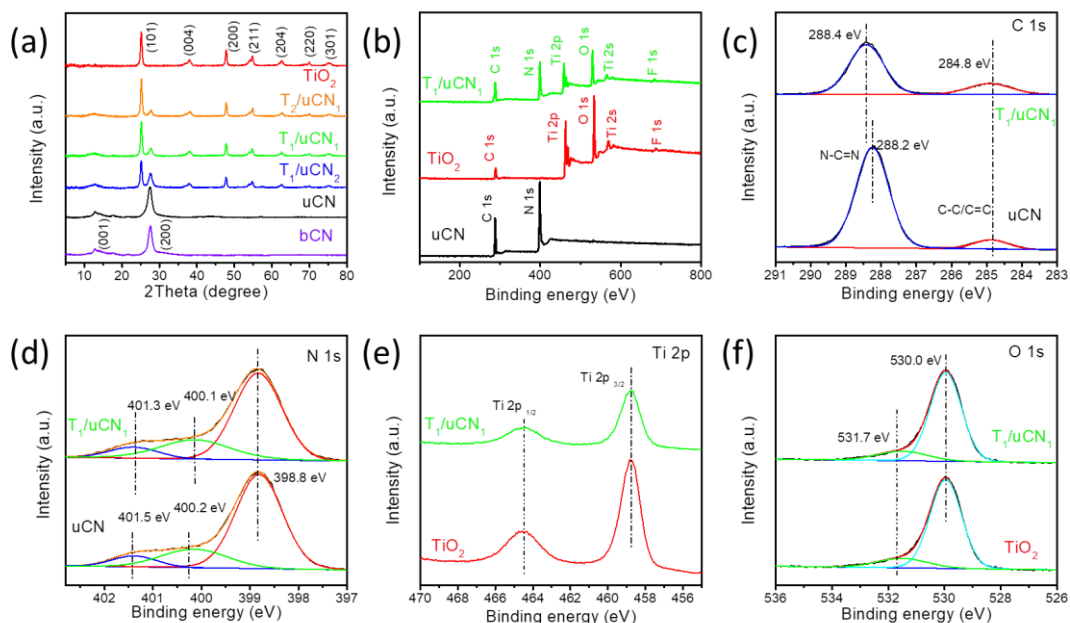 (a)
(101)
(004)
(200)
(211)
(204)
(220)
(301)
TiO2
T2/uCN1
T1/uCN1
T1/uCN2
uCN
bCN
(001)
(200)
Intensity (a.u.)
10 20 30 40 50 60 70 80
2Theta (degree)
(b)
C 1s
N 1s
Ti 2p
O 1s
Ti 2s
F 1s
T1/uCN1
C 1s
Ti 2p
O 1s
Ti 2s
F 1s
TiO2
C 1s
N 1s
uCN
Intensity (a.u.)
200 400 600 800
Binding energy (eV)
(c)
C 1s
288.4 eV
284.8 eV
T1/uCN1
N-C=N
288.2 eV
C-C/C=C
uCN
Intensity (a.u.)
291 290 289 288 287 286 285 284 283
Binding energy (eV)
(d)
N 1s
401.3 eV
400.1 eV
T1/uCN1
398.8 eV
400.2 eV
401.5 eV
uCN
Intensity (a.u.)
402 401 400 399 398 397
Binding energy (eV)
(e)
Ti 2p
Ti 2p 3/2
Ti 2p 1/2
T1/uCN1
TiO2
Intensity (a.u.)
470 468 466 464 462 460 458 456
Binding energy (eV)
(f)
O 1s
530.0 eV
531.7 eV
T1/uCN1
TiO2
Intensity (a.u.)
536 534 532 530 528 526
Binding energy (eV)